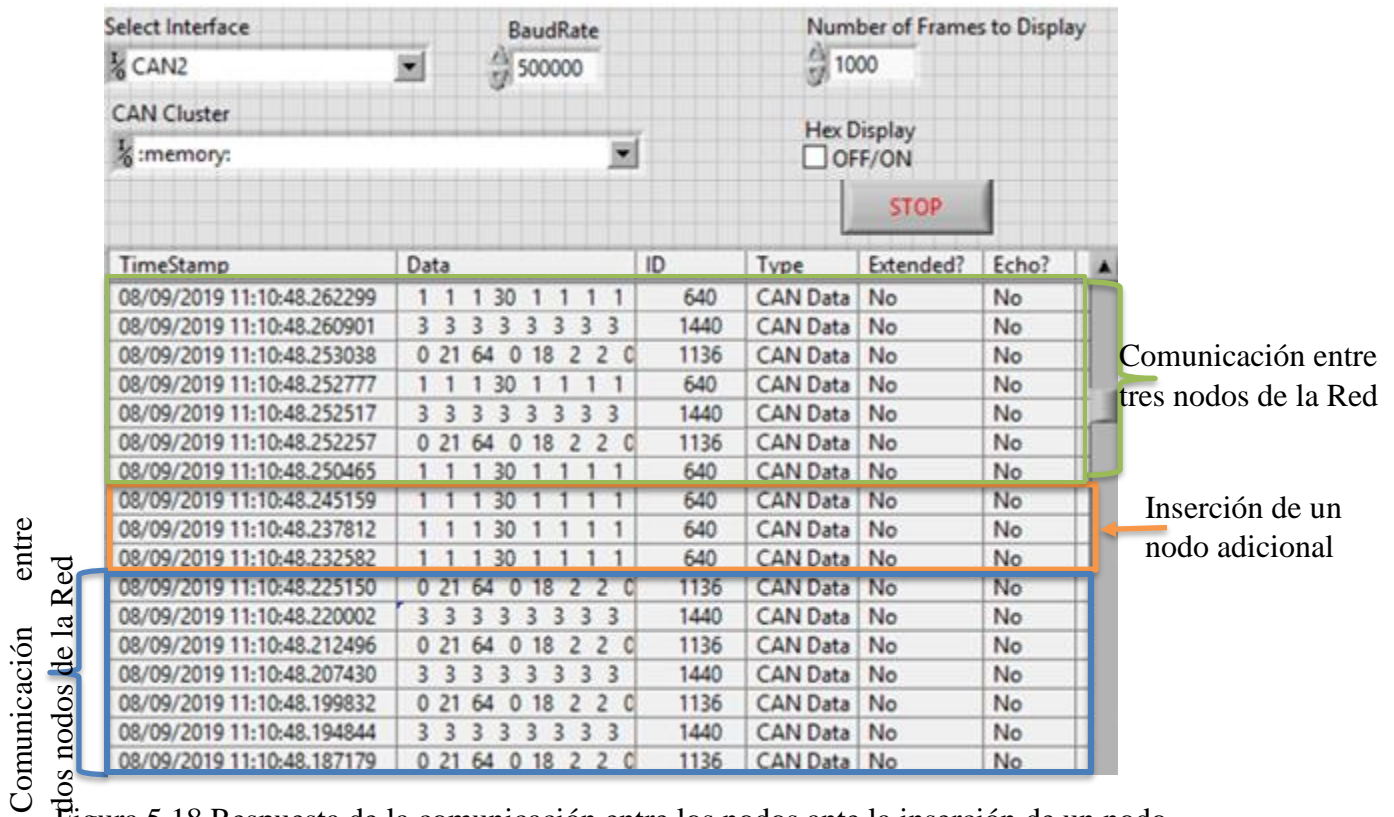 Select Interface BaudRate Number of Frames to Display
CAN2 500000 1000
CAN Cluster
:memory:
Hex Display
OFF/ON
STOP
TimeStamp Data ID Type Extended? Echo?
08/09/2019 11:10:48.262299 1 1 1 30 1 1 1 1 640 CAN Data No No
08/09/2019 11:10:48.260901 3 3 3 3 3 3 3 3 1440 CAN Data No No
08/09/2019 11:10:48.253038 0 21 64 0 18 2 2 0 1136 CAN Data No No
08/09/2019 11:10:48.252777 1 1 1 30 1 1 1 1 640 CAN Data No No
08/09/2019 11:10:48.252517 3 3 3 3 3 3 3 3 1440 CAN Data No No
08/09/2019 11:10:48.252257 0 21 64 0 18 2 2 0 1136 CAN Data No No
08/09/2019 11:10:48.250465 1 1 1 30 1 1 1 1 640 CAN Data No No
08/09/2019 11:10:48.245159 1 1 1 30 1 1 1 1 640 CAN Data No No
08/09/2019 11:10:48.237812 1 1 1 30 1 1 1 1 640 CAN Data No No
08/09/2019 11:10:48.232582 1 1 1 30 1 1 1 1 640 CAN Data No No
08/09/2019 11:10:48.225150 0 21 64 0 18 2 2 0 1136 CAN Data No No
08/09/2019 11:10:48.220002 3 3 3 3 3 3 3 3 1440 CAN Data No No
08/09/2019 11:10:48.212496 0 21 64 0 18 2 2 0 1136 CAN Data No No
08/09/2019 11:10:48.207430 3 3 3 3 3 3 3 3 1440 CAN Data No No
08/09/2019 11:10:48.199832 0 21 64 0 18 2 2 0 1136 CAN Data No No
08/09/2019 11:10:48.194844 3 3 3 3 3 3 3 3 1440 CAN Data No No
08/09/2019 11:10:48.187179 0 21 64 0 18 2 2 0 1136 CAN Data No No
Comunicación entre
tres nodos de la Red
Inserción de un
nodo adicional
Comunicación entre
dos nodos de la Red
Figura 5.18 Respuesta de la comunicación entre los nodos ante la inserción de un nodo